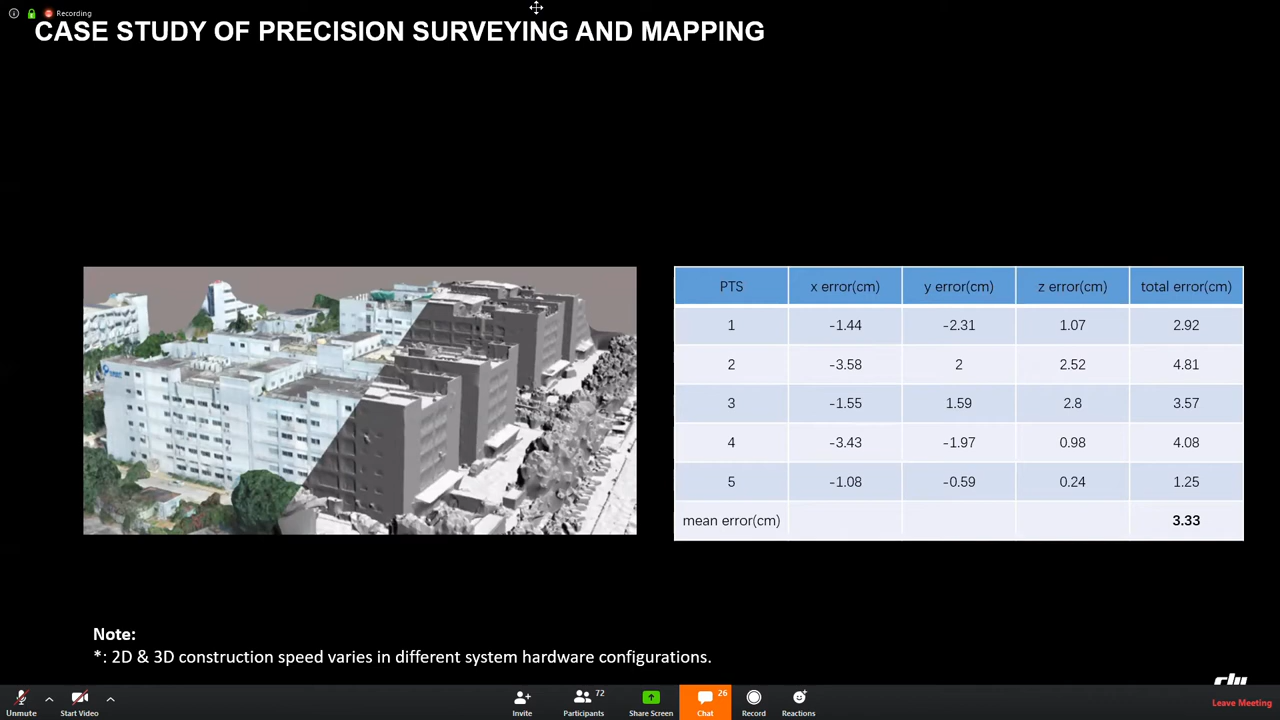 Recording
CASE STUDY OF PRECISION SURVEYING AND MAPPING
PTS x error(cm) y error(cm) z error(cm) total error(cm)
1 -1.44 -2.31 1.07 2.92
2 -3.58 2 2.52 4.81
3 -1.55 1.59 2.8 3.57
4 -3.43 -1.97 0.98 4.08
5 -1.08 -0.59 0.24 1.25
mean error(cm) 3.33
Note:
*: 2D & 3D construction speed varies in different system hardware configurations.
Unmute Start Video Invite Participants 72 Share Screen Chat 26 Record Reactions Leave Meeting